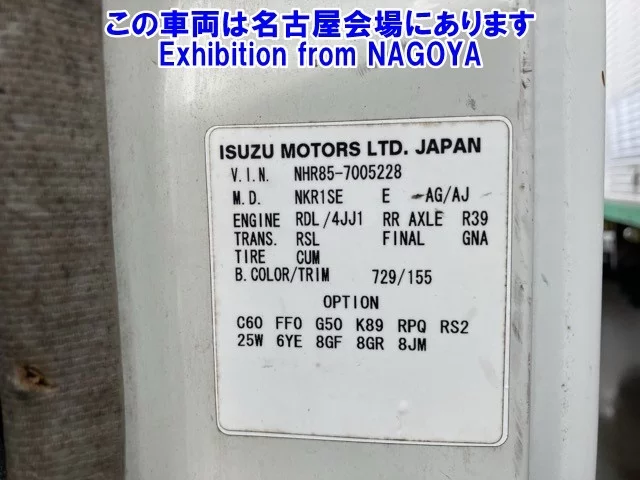 この車両は名古屋会場にあります
Exhibition from NAGOYA
ISUZU MOTORS LTD. JAPAN
V.I.N. NHR85-7005228
M.D. NKR1SE E -AG/AJ
ENGINE RDL/4JJ1 RR AXLE R39
TRANS. RSL FINAL GNA
TIRE CUM
B.COLOR/TRIM 729/155
OPTION
C60 FF0 G50 K89 RPQ RS2
25W 6YE 8GF 8GR 8JM